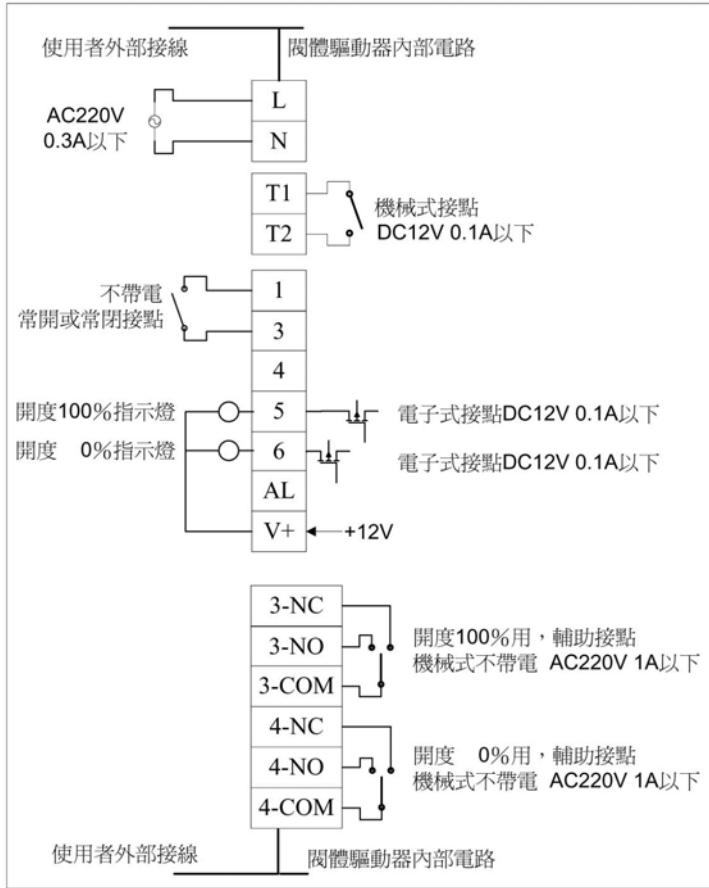 使用者外部接線 閥體驅動器內部電路
AC220V
0.3A以下
L
N
T1
T2
機械式接點
DC12V 0.1A以下
不帶電
常開或常閉接點
1
3
4
開度100%指示燈 5 電子式接點DC12V 0.1A以下
開度 0%指示燈 6 電子式接點DC12V 0.1A以下
AL
V+ +12V
3-NC
3-NO
3-COM
開度100%用,輔助接點
機械式不帶電 AC220V 1A以下
4-NC
4-NO
4-COM
開度 0%用,輔助接點
機械式不帶電 AC220V 1A以下
使用者外部接線 閥體驅動器內部電路